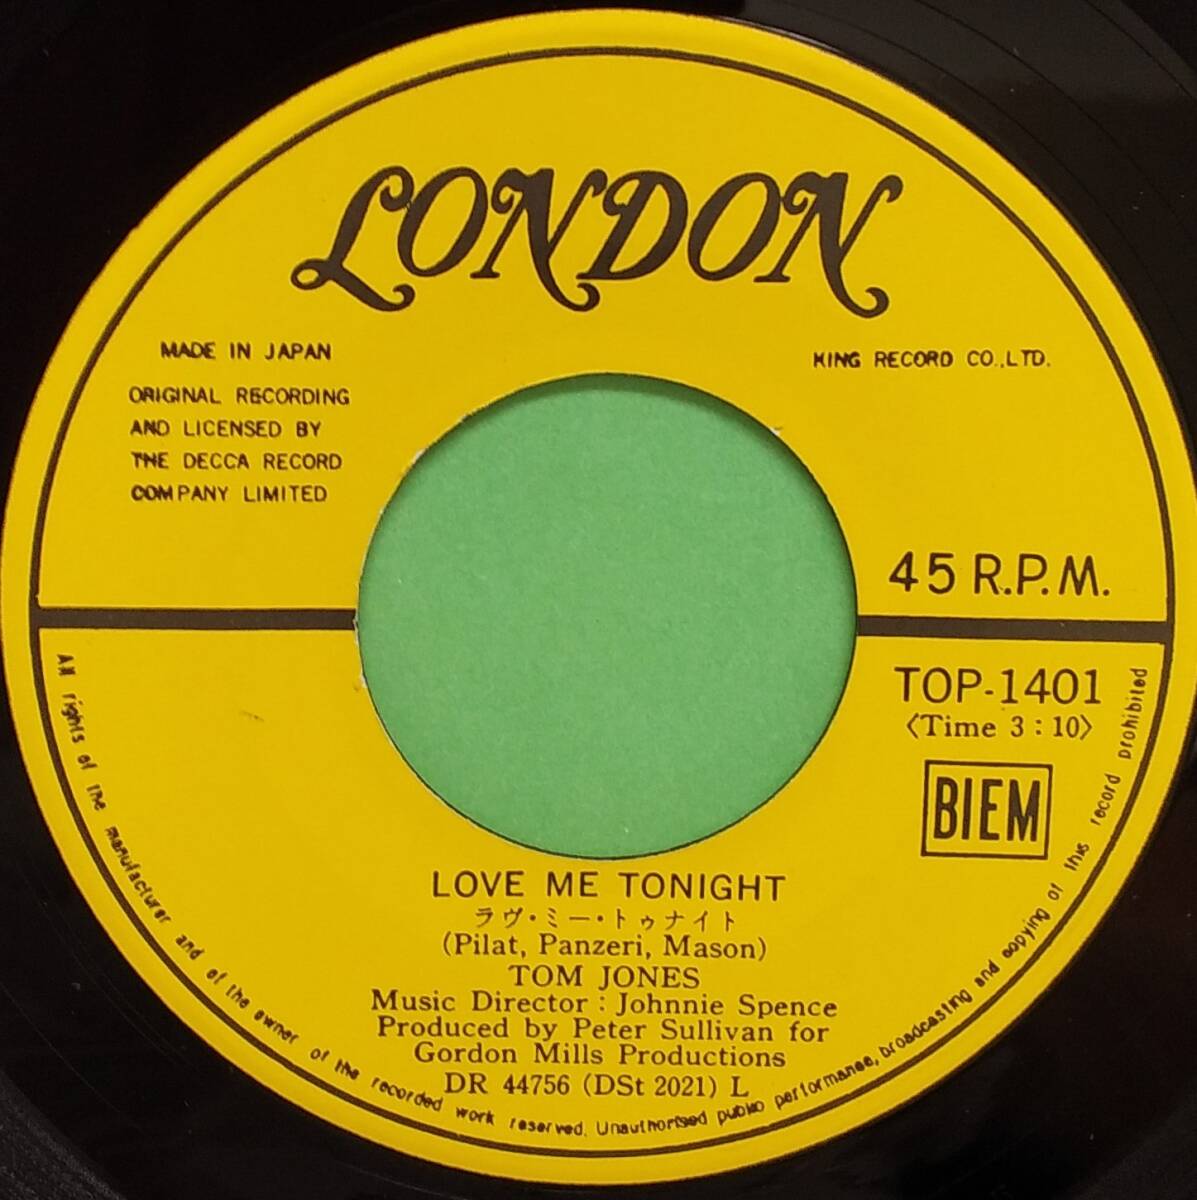 LONDON
MADE IN JAPAN
KING RECORD CO.,LTD.
ORIGINAL RECORDING
AND LICENSED BY
THE DECCA RECORD
COMPANY LIMITED
45 R.P.M.
TOP-1401
〈Time 3:10〉
BIEM
LOVE ME TONIGHT
ラヴ・ミー・トゥナイト
(Pilat, Panzeri, Mason)
TOM JONES
Music Director : Johnnie Spence
Produced by Peter Sullivan for
Gordon Mills Productions
DR 44756 (DSt 2021) L
All rights of the manufacturer and of the owner of the recorded work reserved. Unauthorised public performance, broadcasting and copying of this record prohibited